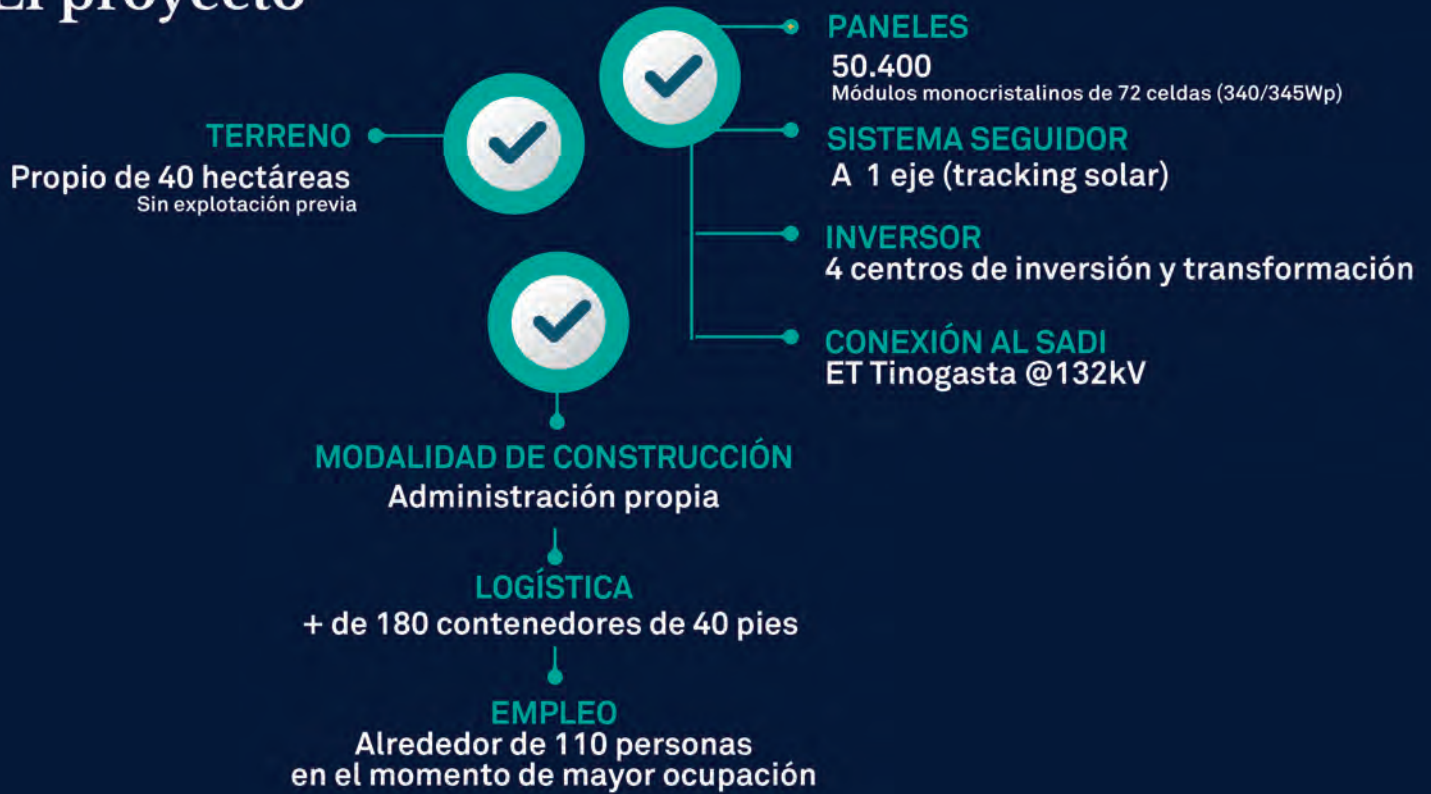 El proyecto
TERRENO
Propio de 40 hectáreas
Sin explotación previa
PANELES
50.400
Módulos monocristalinos de 72 celdas (340/345Wp)
SISTEMA SEGUIDOR
A 1 eje (tracking solar)
INVERSOR
4 centros de inversión y transformación
CONEXIÓN AL SADI
ET Tinogasta @132kV
MODALIDAD DE CONSTRUCCIÓN
Administración propia
LOGÍSTICA
+ de 180 contenedores de 40 pies
EMPLEO
Alrededor de 110 personas
en el momento de mayor ocupación